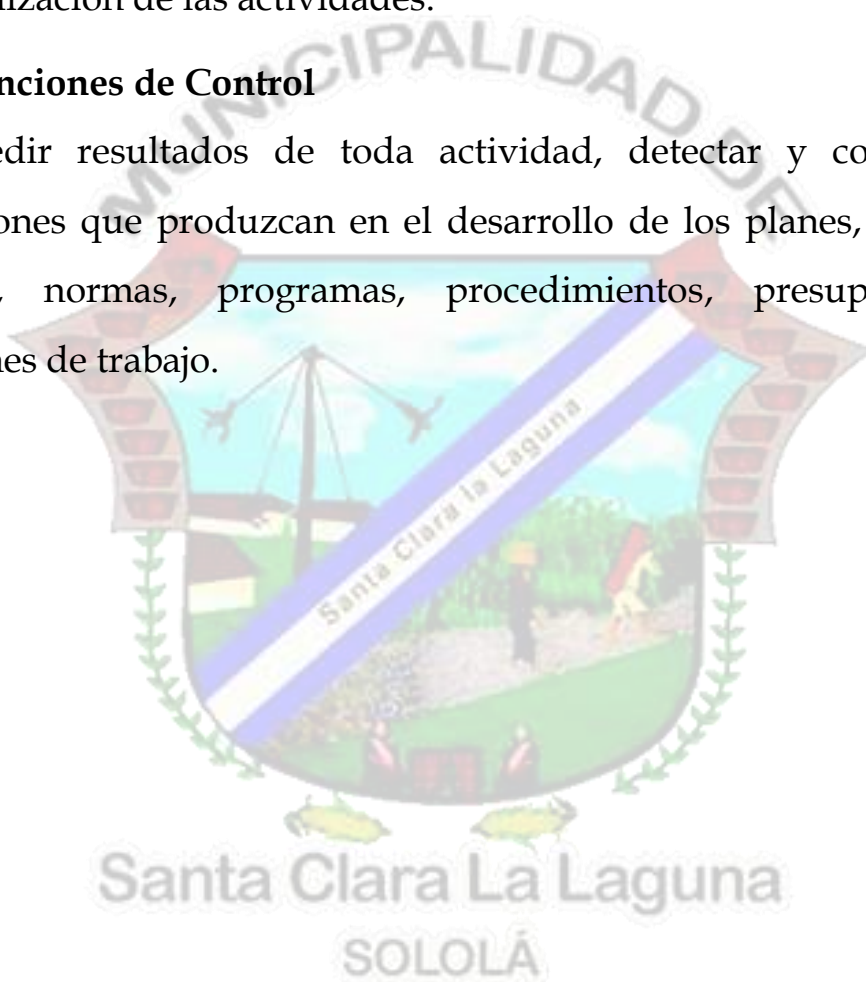 lización de las actividades.
MUNICIPALIDAD DE
nciones de Control
edir resultados de toda actividad, detectar y co
ones que produzcan en el desarrollo de los planes,
, normas, programas, procedimientos, presup
nes de trabajo.
Santa Clara la Laguna
Santa Clara La Laguna
SOLOLÁ